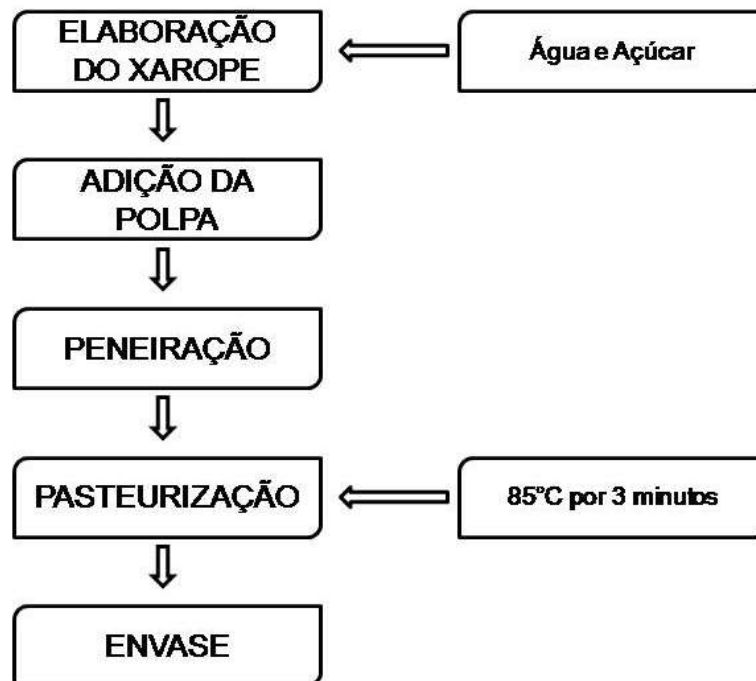 ELABORAÇÃO
DO XAROPE
Água e Açúcar
ADIÇÃO DA
POLPA
PENEIRAÇÃO
PASTEURIZAÇÃO
85°C por 3 minutos
ENVASE